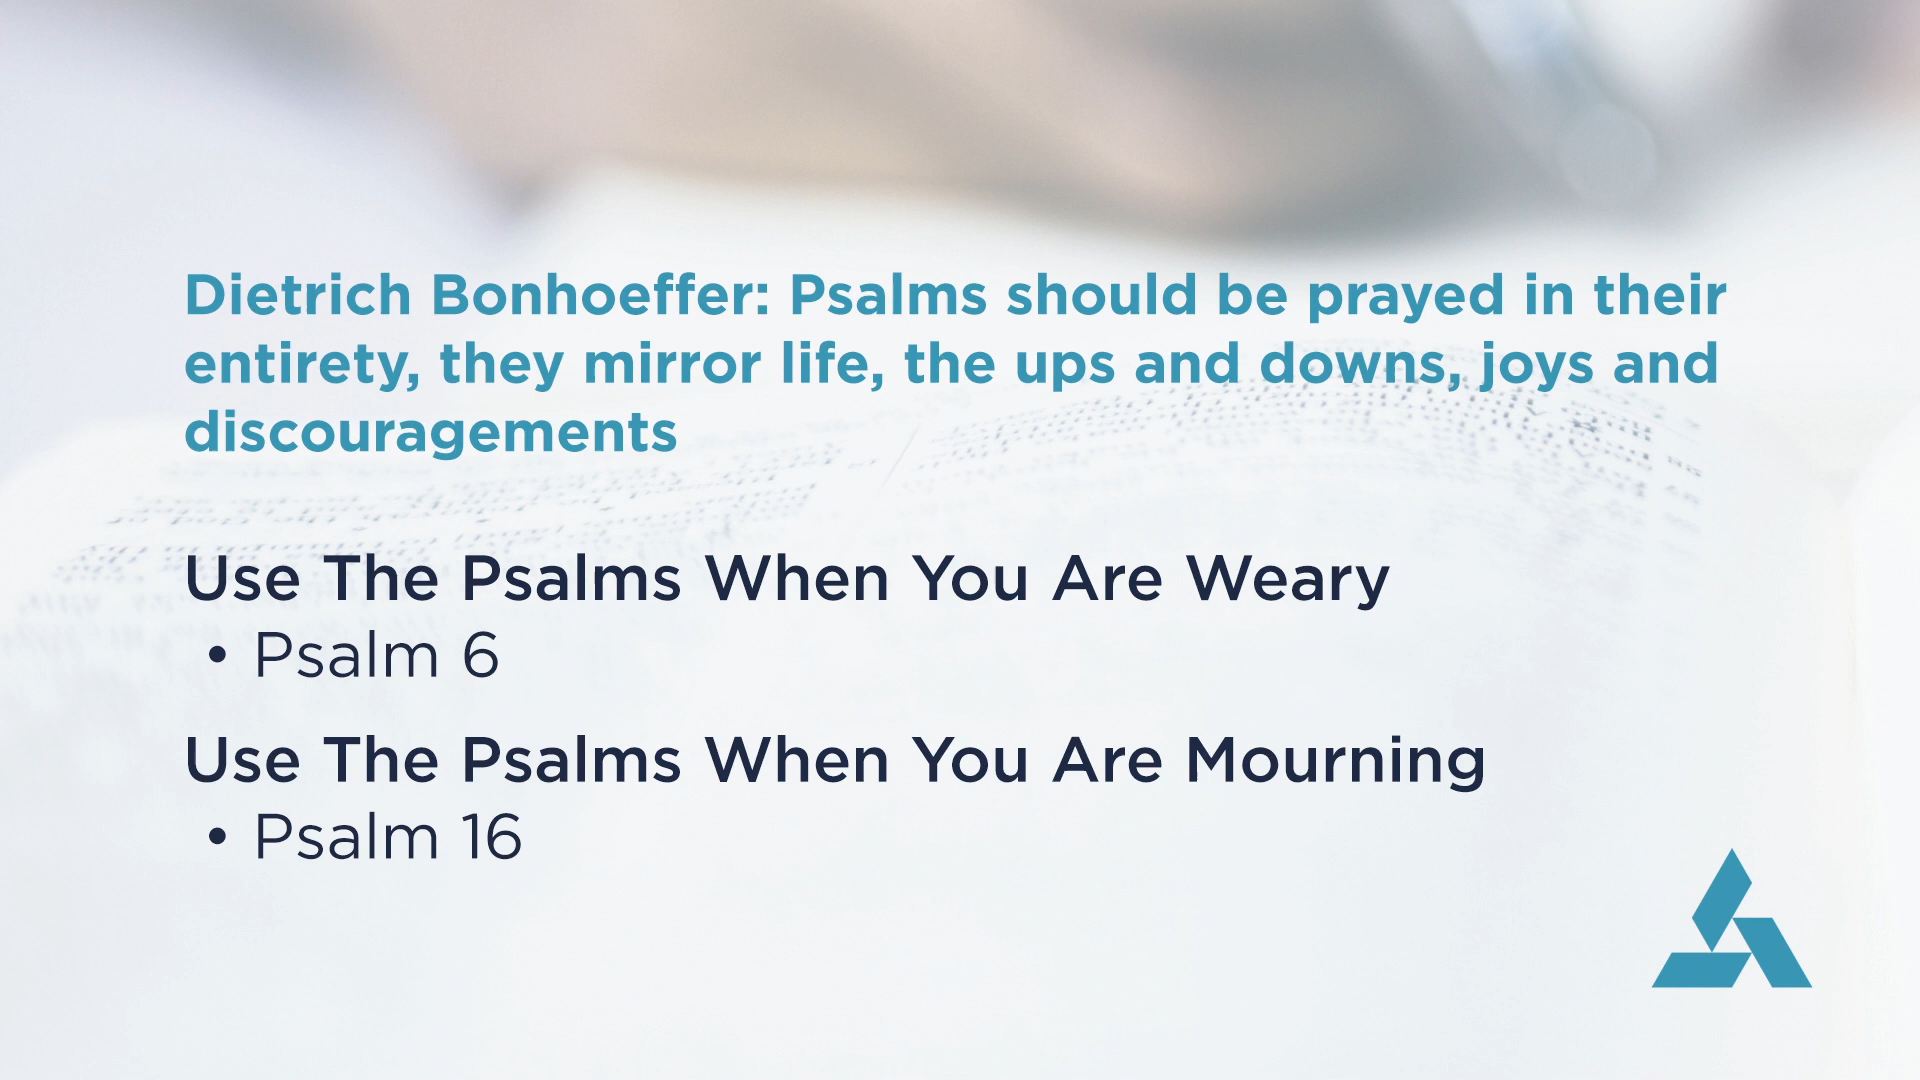 Dietrich Bonhoeffer: Psalms should be prayed in their
entirety, they mirror life, the ups and downs, joys and
discouragements
Use The Psalms When You Are Weary
• Psalm 6
Use The Psalms When You Are Mourning
• Psalm 16